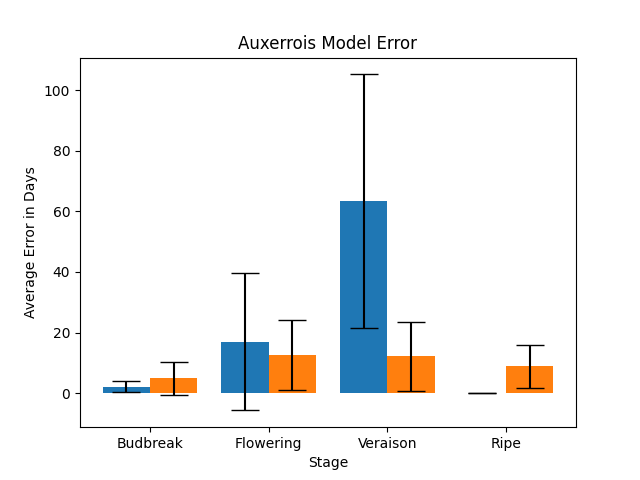 Auxerrois Model Error
Average Error in Days
100
80
60
40
20
0
Budbreak
Flowering
Veraison
Ripe
Stage